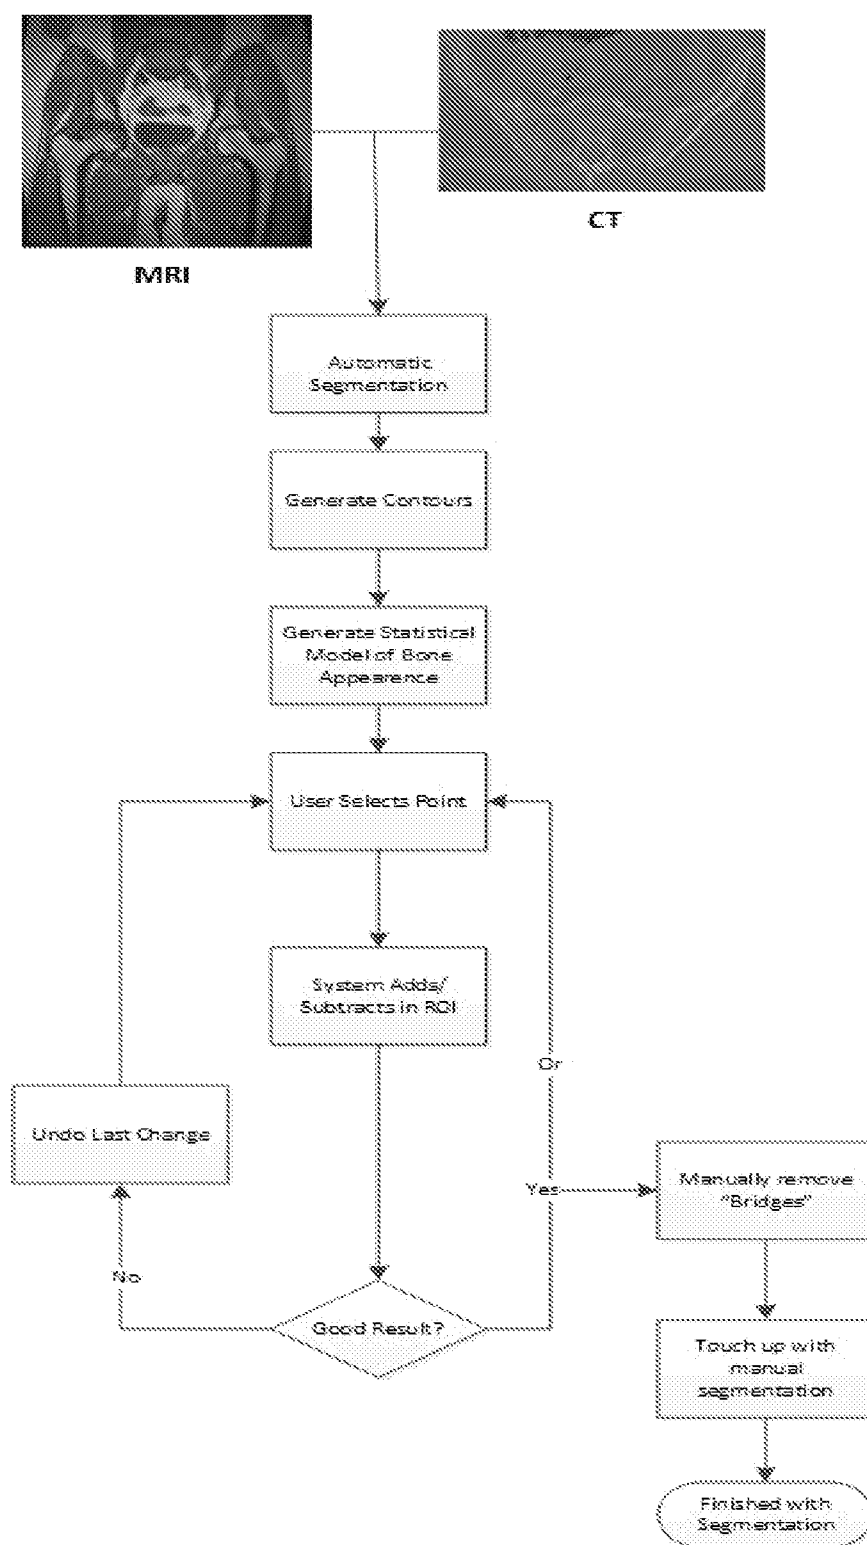 CT
MRI
Automatic
Segmentation
Generate Contours
Generate Statistical
Model of Bone
Appearence
User Selects Point
System Adds/
Subtracts in ROI
Or
Undo Last Change
Manually remove
"Bridges"
Yes
No
Good Result?
Touch up with
manual
segmentation
Finished with
Segmentation